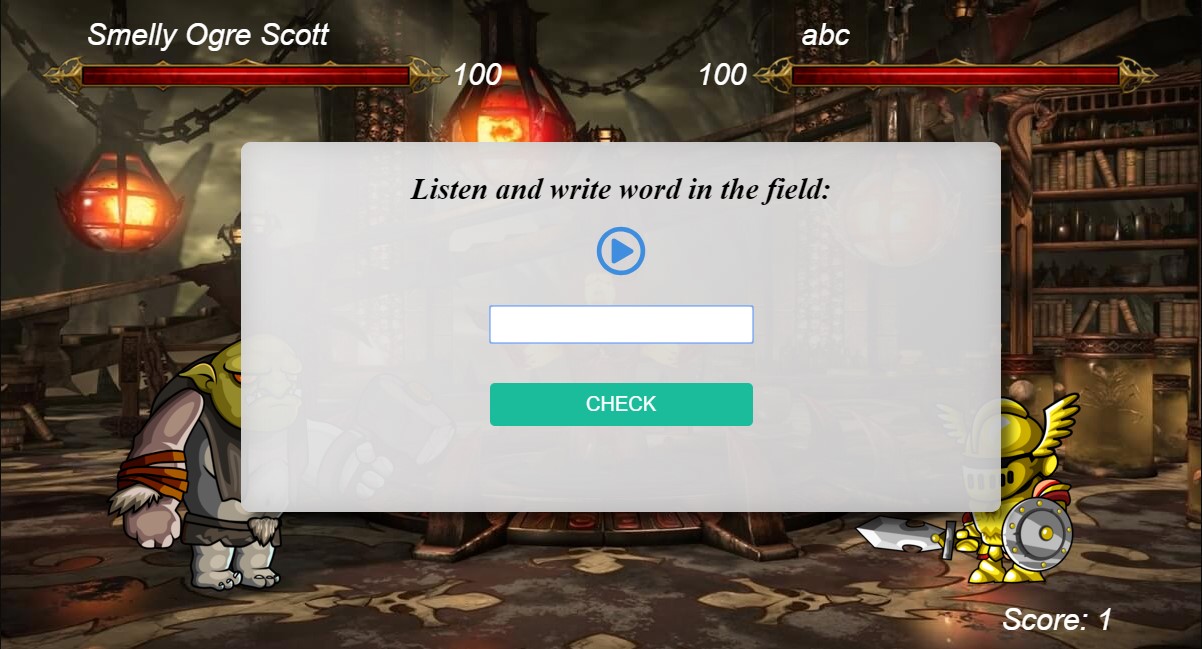 Smelly Ogre Scott
abc
100
100
Listen and write word in the field:
CHECK
Score: 1